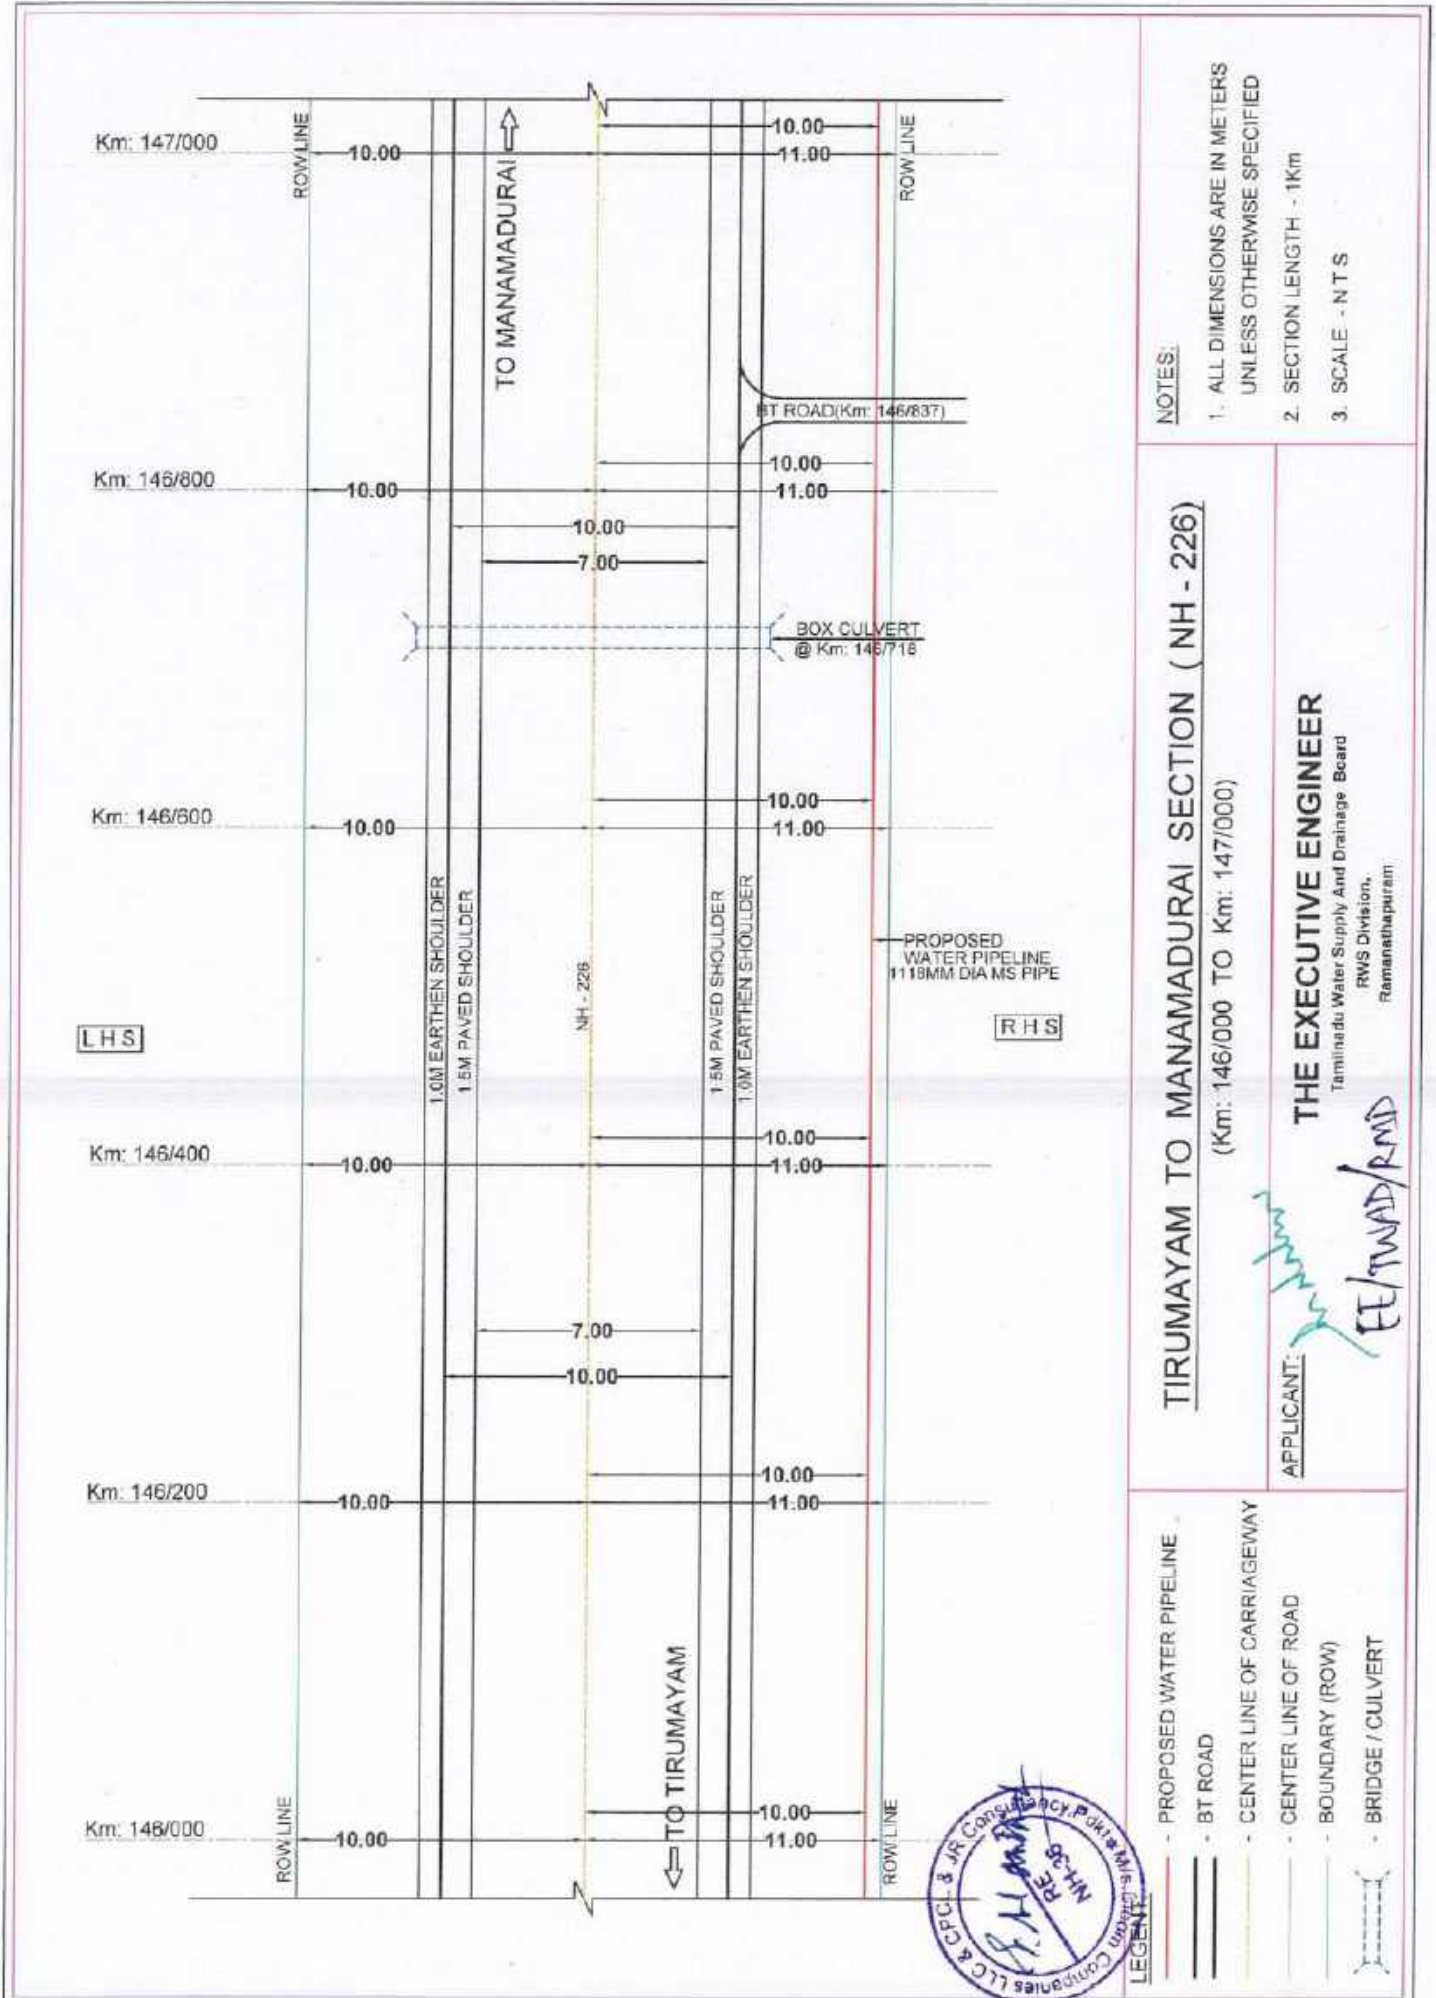 Km: 147/000
Km: 146/800
Km: 146/600
Km: 146/400
Km: 146/200
Km: 146/000
LHS
RHS
ROW LINE
ROW LINE
ROW LINE
ROW LINE
TO MANAMADURAI
TO TIRUMAYAM
10.00
10.00
11.00
BT ROAD(Km: 146/837)
10.00
10.00
11.00
10.00
7.00
BOX CULVERT
@ Km: 146/718
10.00
10.00
11.00
1.0M EARTHEN SHOULDER
1.5M PAVED SHOULDER
NH - 226
1.5M PAVED SHOULDER
1.0M EARTHEN SHOULDER
PROPOSED
WATER PIPELINE
1118MM DIA MS PIPE
10.00
10.00
11.00
7.00
10.00
10.00
10.00
11.00
10.00
10.00
11.00
LEGENT:
- PROPOSED WATER PIPELINE
- BT ROAD
- CENTER LINE OF CARRIAGEWAY
- CENTER LINE OF ROAD
- BOUNDARY (ROW)
- BRIDGE / CULVERT
TIRUMAYAM TO MANAMADURAI SECTION ( NH - 226)
(Km: 146/000 TO Km: 147/000)
APPLICANT:
THE EXECUTIVE ENGINEER
Tamilnadu Water Supply And Drainage Board
RWS Division,
Ramanathapuram
EE/TWAD/RMD
NOTES:
1. ALL DIMENSIONS ARE IN METERS
UNLESS OTHERWISE SPECIFIED
2. SECTION LENGTH - 1Km
3. SCALE - N T S
Companies LLC & CPCL & JR Consultancy
RE
NH-36